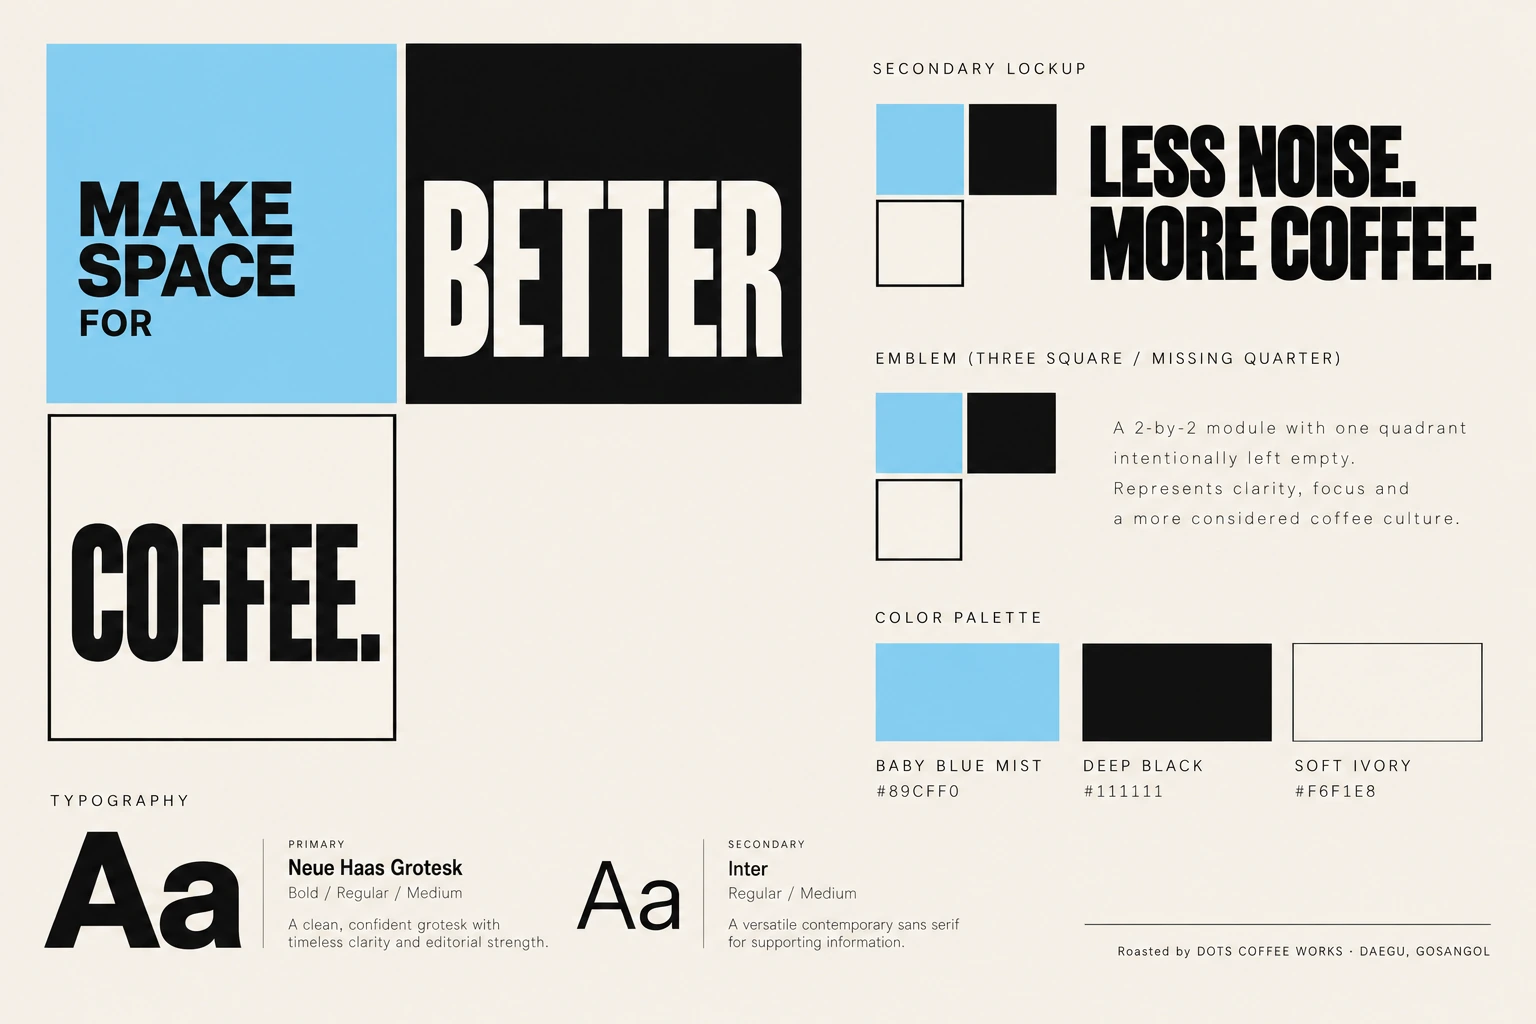 MAKE
SPACE
FOR
BETTER
COFFEE.
SECONDARY LOCKUP
LESS NOISE.
MORE COFFEE.
EMBLEM (THREE SQUARE / MISSING QUARTER)
A 2-by-2 module with one quadrant
intentionally left empty.
Represents clarity, focus and
a more considered coffee culture.
COLOR PALETTE
BABY BLUE MIST
#89CFF0
DEEP BLACK
#111111
SOFT IVORY
#F6F1E8
TYPOGRAPHY
Aa
PRIMARY
Neue Haas Grotesk
Bold / Regular / Medium
A clean, confident grotesk with
timeless clarity and editorial strength.
Aa
SECONDARY
Inter
Regular / Medium
A versatile contemporary sans serif
for supporting information.
Roasted by DOTS COFFEE WORKS · DAEGU, GOSANGOL